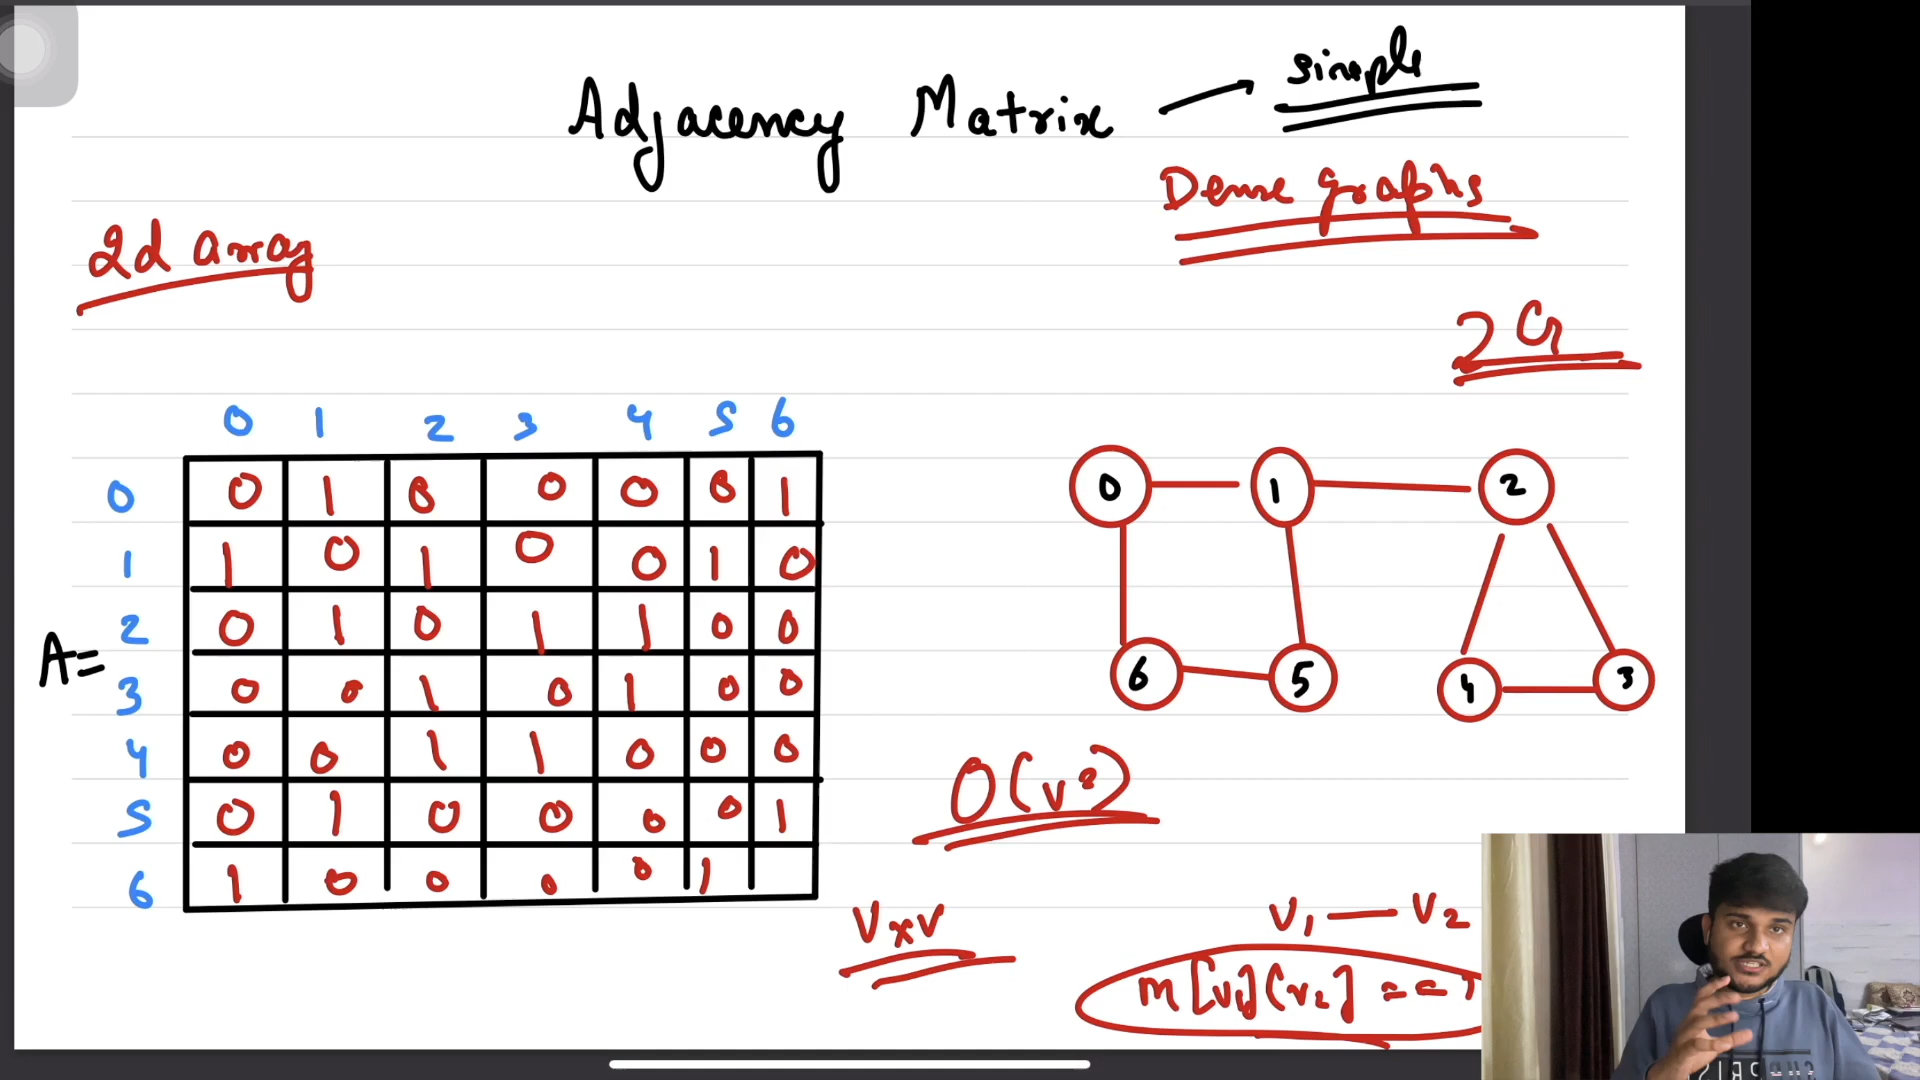 Adjacency Matrix simple
Dense graphs
2d array
0 1 2 3 4 5 6
0 0 1 0 0 0 0 1
1 1 0 1 0 0 1 0
A= 2 0 1 0 1 1 0 0
3 0 0 1 0 1 0 0
4 0 0 1 1 0 0 0
5 0 1 0 0 0 0 1
6 1 0 0 0 0 1
0 1 2
6 5 4 3
O(v²)
V×V
V₁ — V₂
m[v₁][v₂] ==